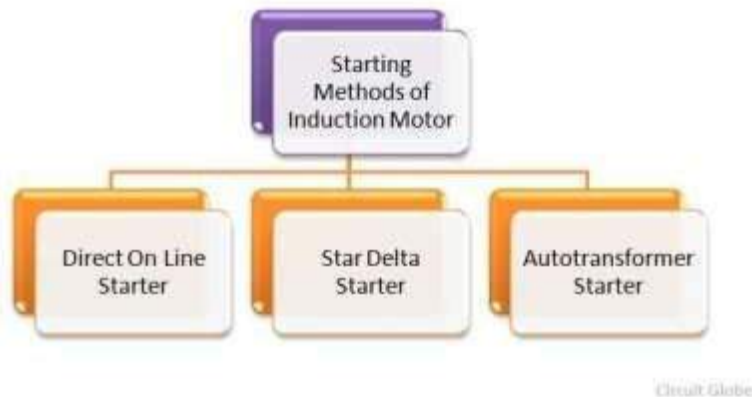 Starting
Methods of
Induction Motor
Direct On Line
Starter
Star Delta
Starter
Autotransformer
Starter
Circuit Globe